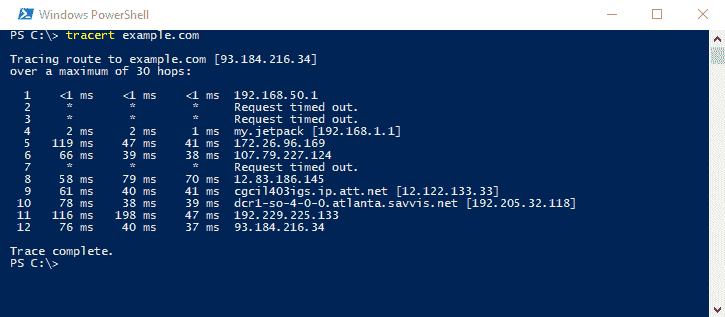 Windows PowerShell
PS C:\> tracert example.com
Tracing route to example.com [93.184.216.34]
over a maximum of 30 hops:
1 <1 ms <1 ms <1 ms 192.168.50.1
2 * * * Request timed out.
3 * * * Request timed out.
4 2 ms 2 ms 1 ms my.jetpack [192.168.1.1]
5 119 ms 47 ms 41 ms 172.26.96.169
6 66 ms 39 ms 38 ms 107.79.227.124
7 * * * Request timed out.
8 58 ms 79 ms 70 ms 12.83.186.145
9 61 ms 40 ms 41 ms cgcil403igs.ip.att.net [12.122.133.33]
10 78 ms 38 ms 39 ms dcr1-so-4-0-0.atlanta.savvis.net [192.205.32.118]
11 116 ms 198 ms 47 ms 192.229.225.133
12 76 ms 40 ms 37 ms 93.184.216.34
Trace complete.
PS C:\>